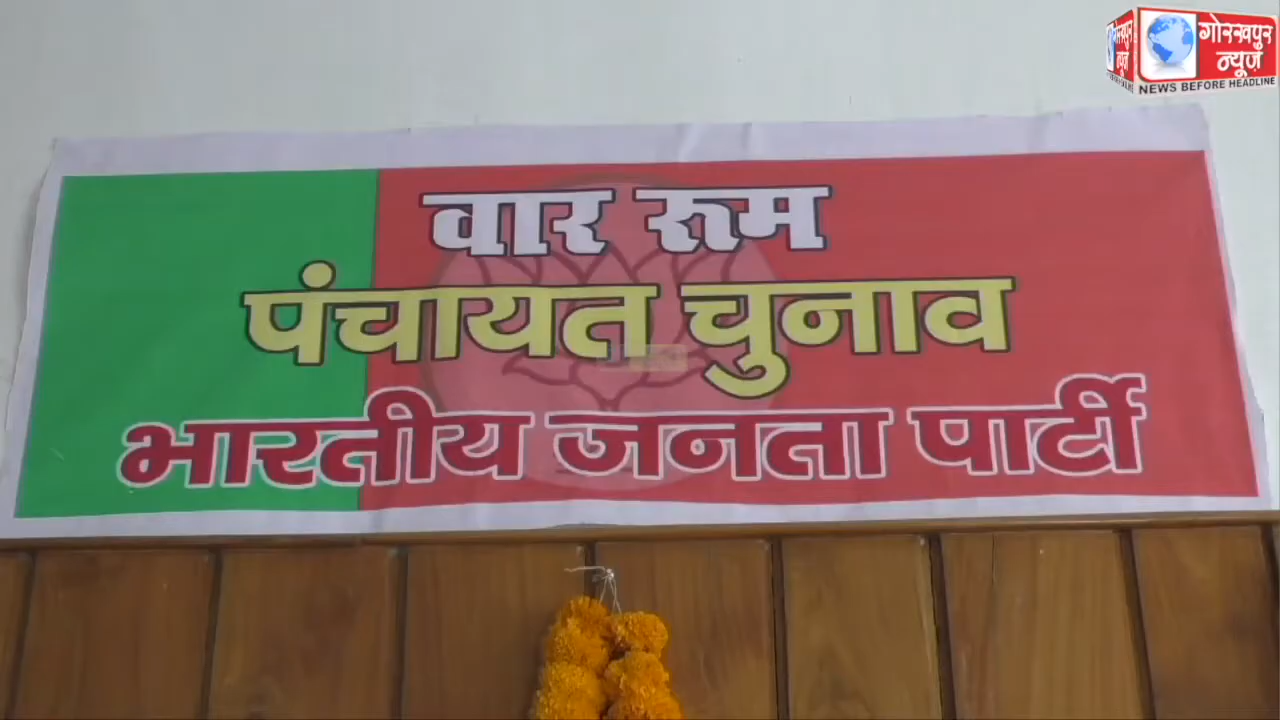 वार रूम
पंचायत चुनाव
भारतीय जनता पार्टी
गोरखपुर
न्यूज़
NEWS BEFORE HEADLINE